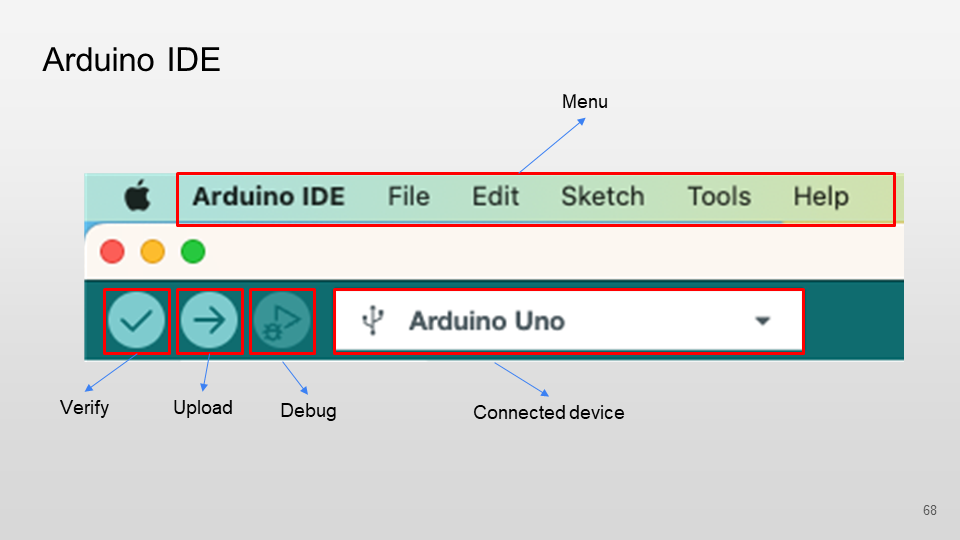 Arduino IDE
Menu
Arduino IDE File Edit Sketch Tools Help
Arduino Uno
Verify
Upload
Debug
Connected device
68